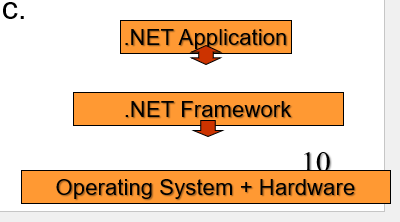 c.
.NET Application
.NET Framework
10
Operating System + Hardware